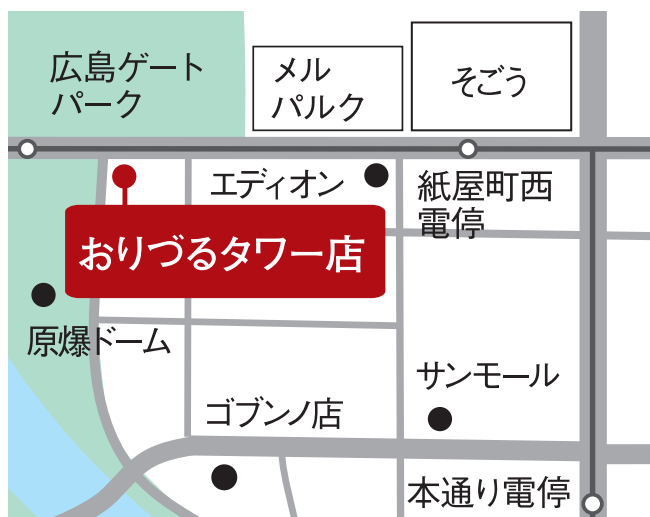 広島ゲート
パーク
メル
パルク
そごう
エディオン
紙屋町西
電停
おりづるタワー店
原爆ドーム
サンモール
ゴブンノ店
本通り電停